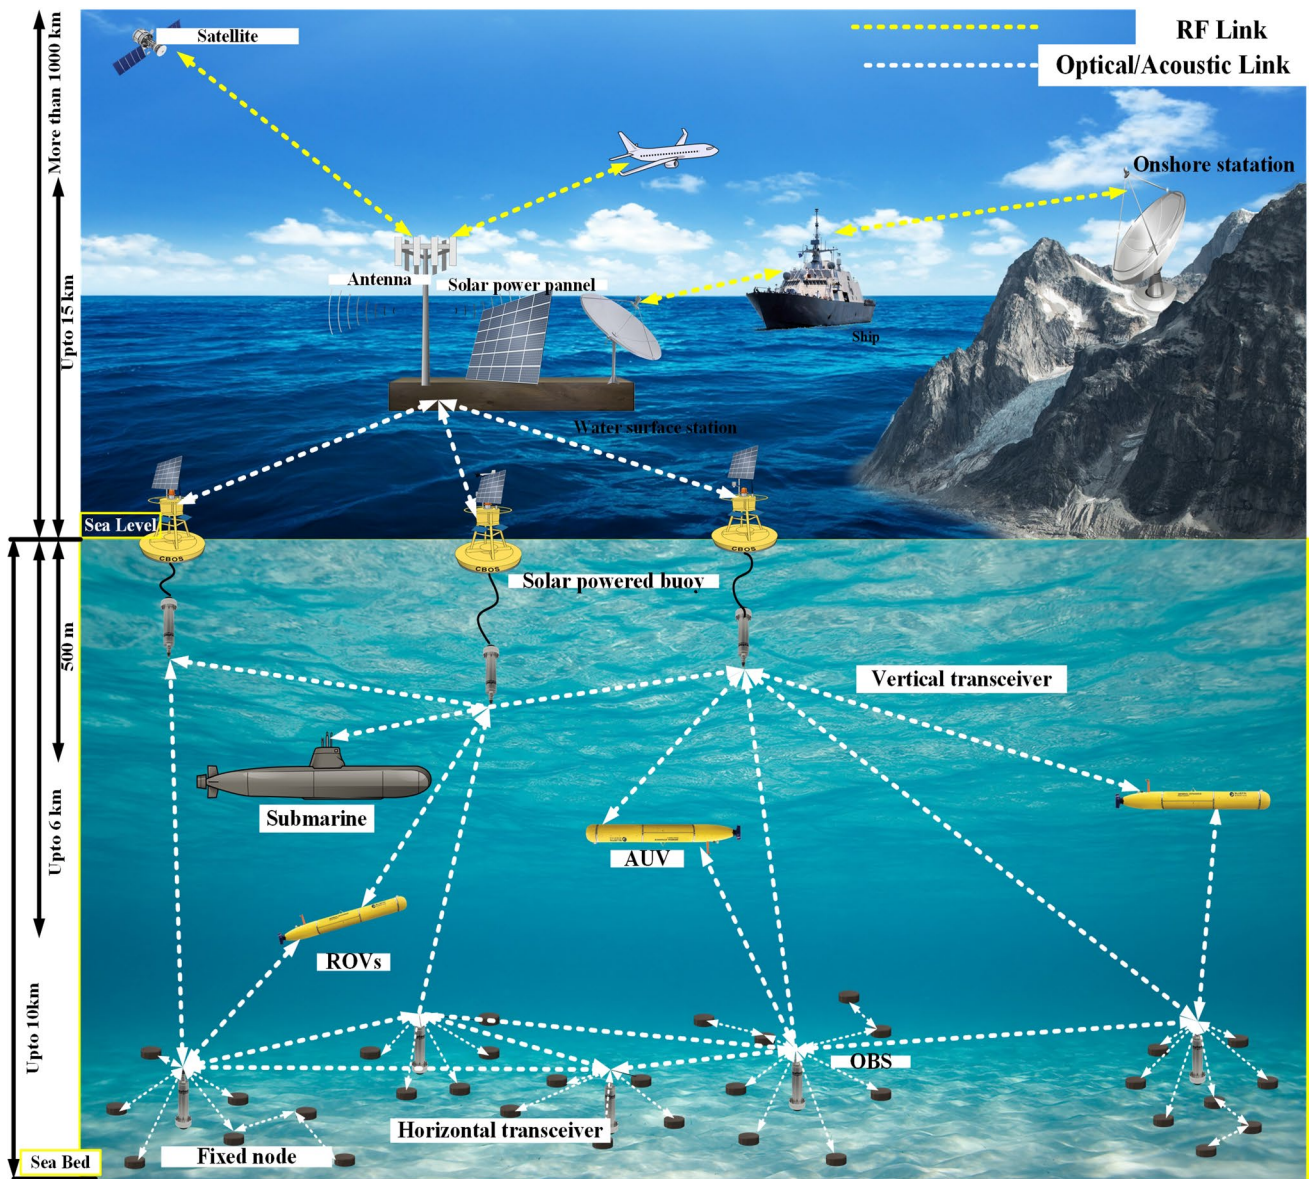 More than 1000 km
Satellite
RF Link
Optical/Acoustic Link
Onshore statation
Upto 15 km
Antenna
Solar power pannel
Ship
Water surface station
Sea Level
CBOS
CBOS
CBOS
Solar powered buoy
500 m
Vertical transceiver
Submarine
Upto 6 km
AUV
ROVs
Upto 10km
OBS
Horizontal transceiver
Fixed node
Sea Bed